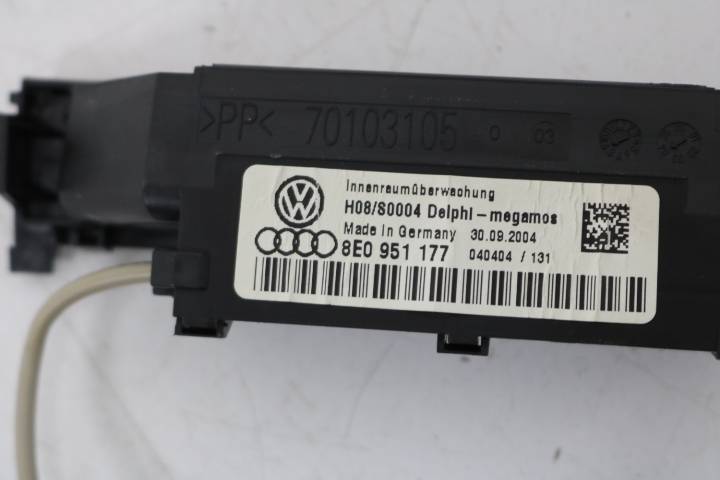 >PP< 70103105 0 03
Innenraumüberwachung
H08/S0004 Delphi-megamos
Made in Germany 30.09.2004
8E0 951 177 040404 / 131